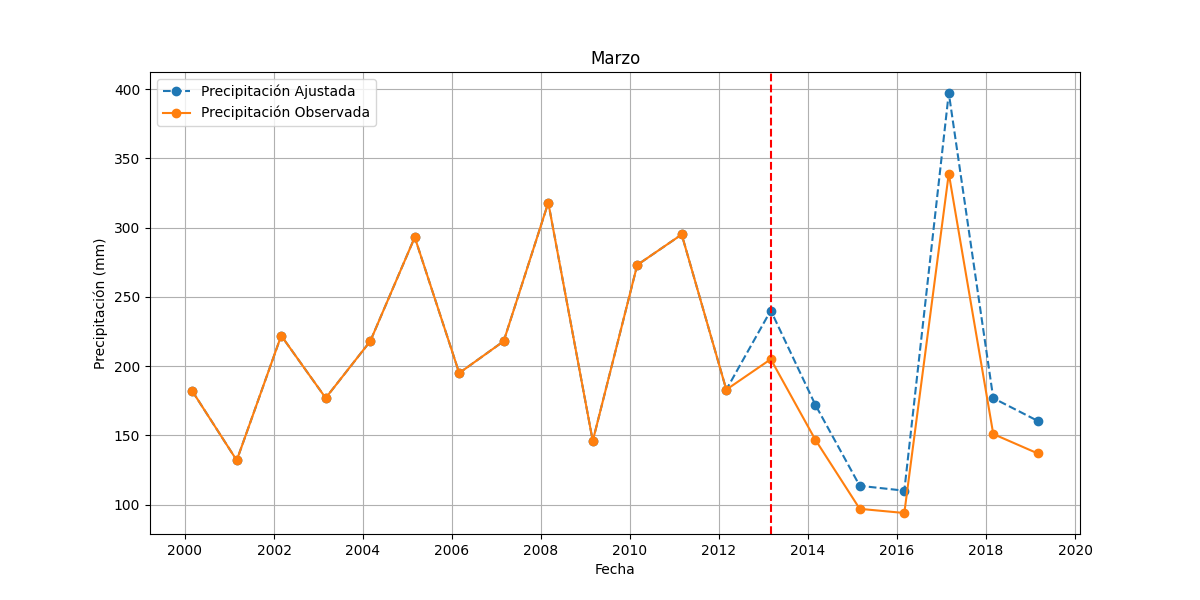 Marzo
Precipitación Ajustada
Precipitación Observada
400
350
300
250
200
150
100
Precipitación (mm)
2000 2002 2004 2006 2008 2010 2012 2014 2016 2018 2020
Fecha